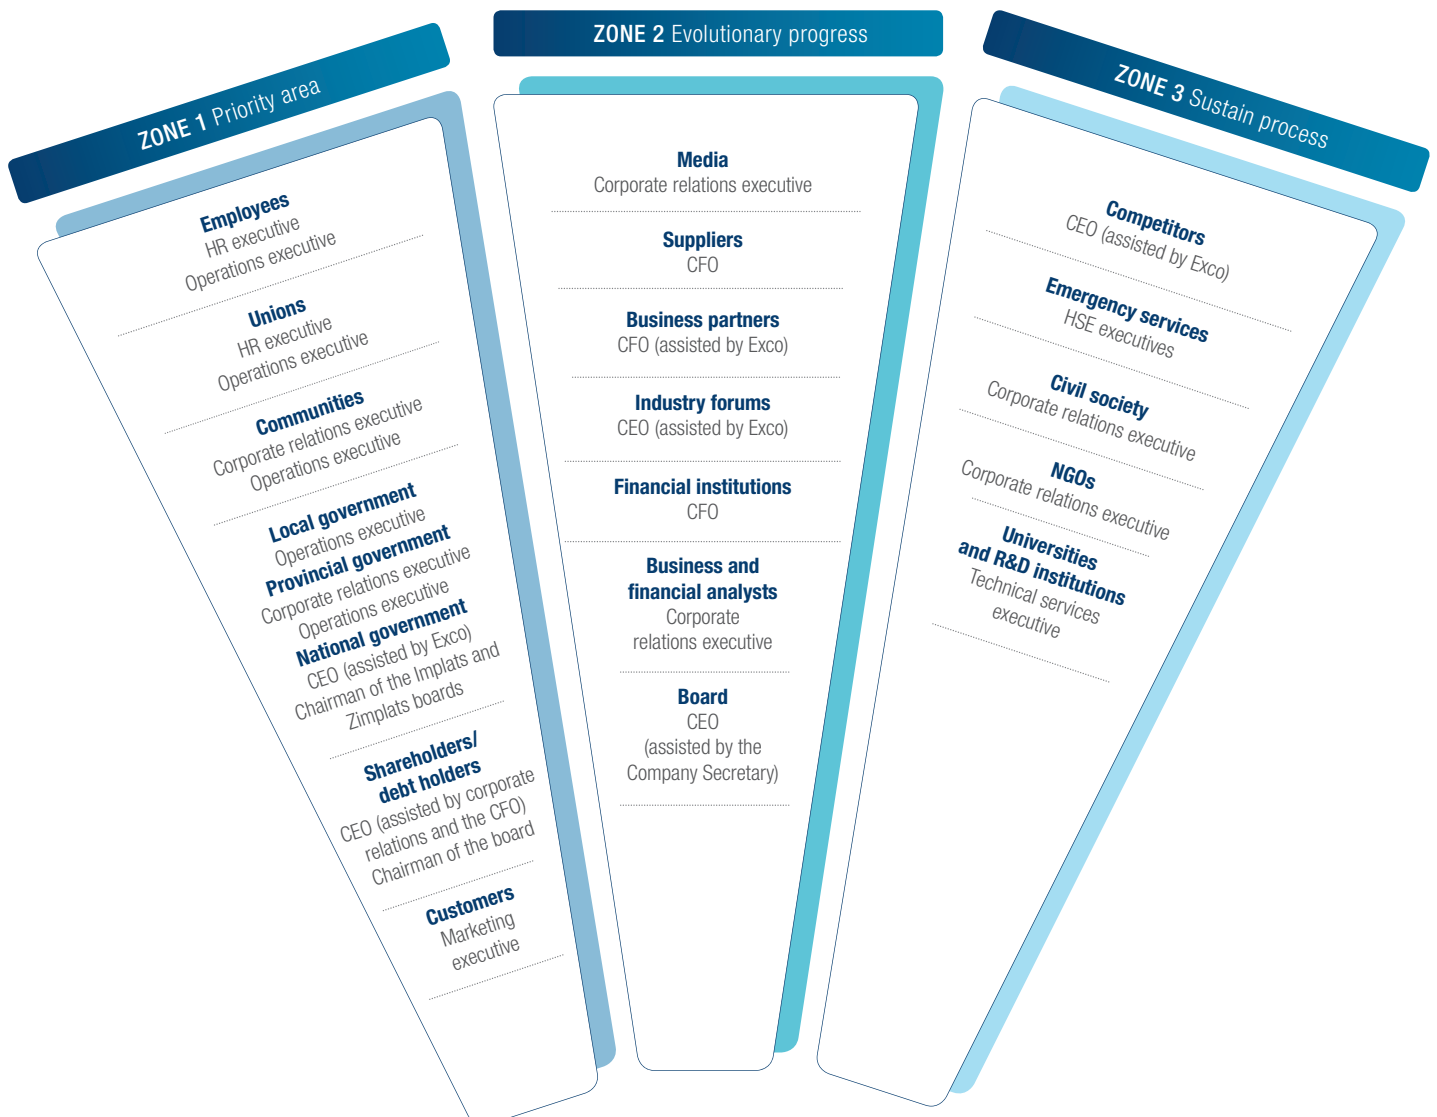 ZONE 1 Priority area
Employees
HR executive
Operations executive
Unions
HR executive
Operations executive
Communities
Corporate relations executive
Operations executive
Local government
Operations executive
Provincial government
Corporate relations executive
Operations executive
National government
CEO (assisted by Exco)
Chairman of the Implats and
Zimplats boards
Shareholders/
debt holders
CEO (assisted by corporate
relations and the CFO)
Chairman of the board
Customers
Marketing
executive
ZONE 2 Evolutionary progress
Media
Corporate relations executive
Suppliers
CFO
Business partners
CFO (assisted by Exco)
Industry forums
CEO (assisted by Exco)
Financial institutions
CFO
Business and
financial analysts
Corporate
relations executive
Board
CEO
(assisted by the
Company Secretary)
ZONE 3 Sustain process
Competitors
CEO (assisted by Exco)
Emergency services
HSE executives
Civil society
Corporate relations executive
NGOs
Corporate relations executive
Universities
and R&D institutions
Technical services
executive